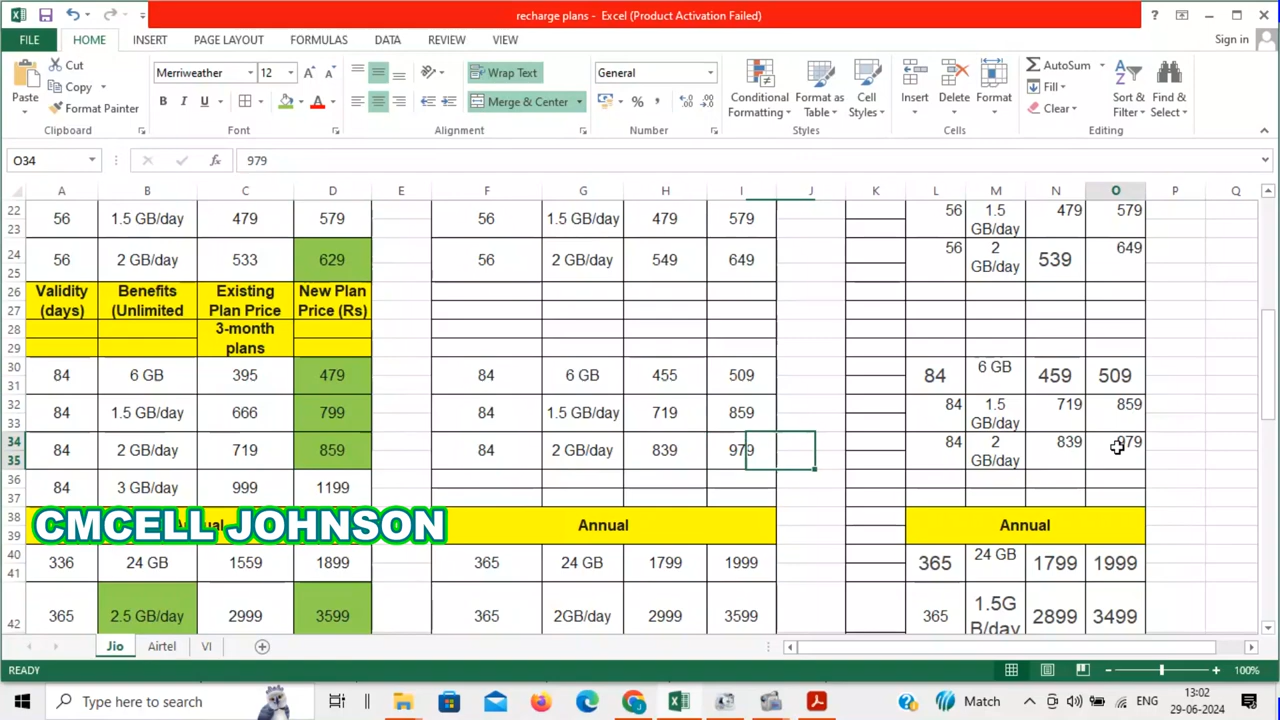 recharge plans - Excel (Product Activation Failed)
FILE HOME INSERT PAGE LAYOUT FORMULAS DATA REVIEW VIEW Sign in
Paste Cut Copy Format Painter Clipboard
Merriweather 12 B I U A Font
Wrap Text Merge & Center Alignment
General % Number
Conditional Formatting Format as Table Cell Styles Styles
Insert Delete Format Cells
AutoSum Fill Clear Sort & Filter Find & Select Editing
O34 fx 979
A B C D E F G H I J K L M N O P Q
22 56 1.5 GB/day 479 579 56 1.5 GB/day 479 579 56 1.5 GB/day 479 579
23
24 56 2 GB/day 533 629 56 2 GB/day 549 649 56 2 GB/day 539 649
25
26 Validity Benefits Existing New Plan
27 (days) (Unlimited Plan Price Price (Rs)
28 3-month
29 plans
30 84 6 GB 395 479 84 6 GB 455 509 84 6 GB 459 509
31
32 84 1.5 GB/day 666 799 84 1.5 GB/day 719 859 84 1.5 GB/day 719 859
33
34 84 2 GB/day 719 859 84 2 GB/day 839 979 84 2 GB/day 839 979
35
36 84 3 GB/day 999 1199
37
38 Annual Annual
39
CMCELL JOHNSON
40 336 24 GB 1559 1899 365 24 GB 1799 1999 365 24 GB 1799 1999
41
42 365 2.5 GB/day 2999 3599 365 2GB/day 2999 3599 365 1.5G B/day 2899 3499
Jio Airtel VI
READY 100%
Type here to search Match ENG 13:02
29-06-2024